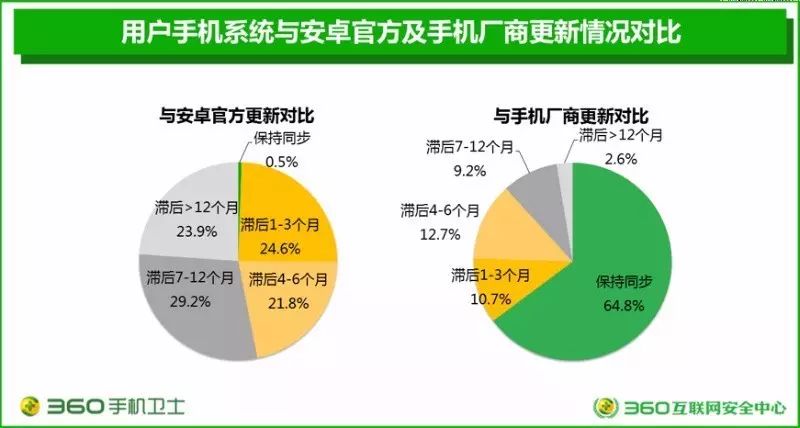 用户手机系统与安卓官方及手机厂商更新情况对比
与安卓官方更新对比
保持同步
0.5%
滞后>12个月
23.9%
滞后1-3个月
24.6%
滞后7-12个月
29.2%
滞后4-6个月
21.8%
与手机厂商更新对比
滞后>12个月
2.6%
滞后7-12个月
9.2%
滞后4-6个月
12.7%
滞后1-3个月
10.7%
保持同步
64.8%
360手机卫士
360互联网安全中心